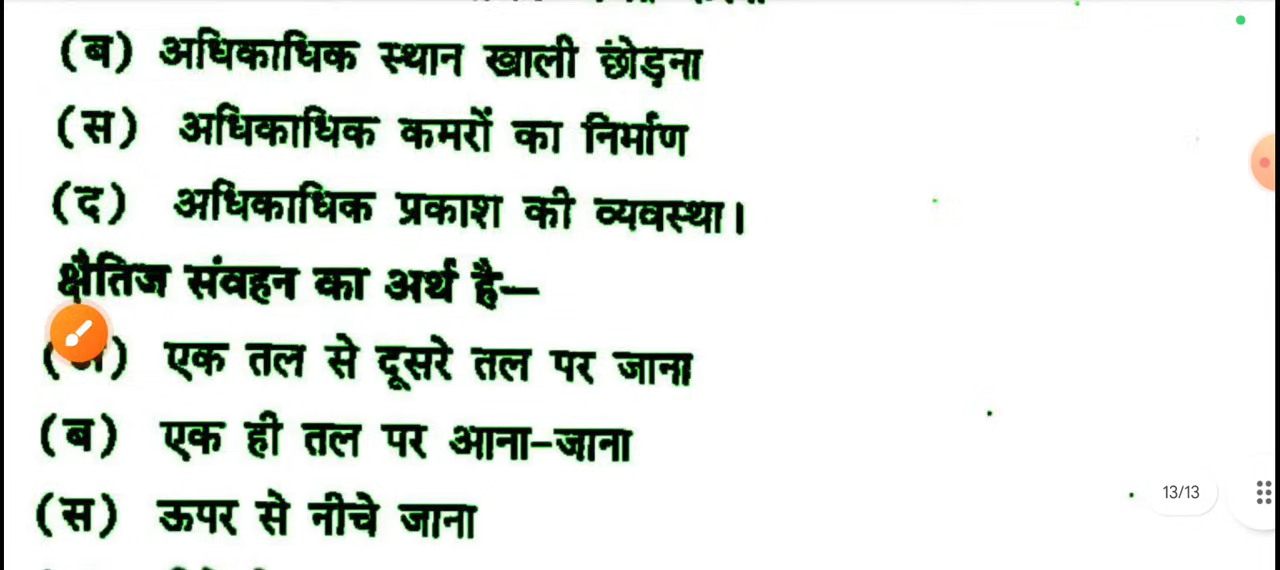 (ब) अधिकाधिक स्थान खाली छोड़ना
(स) अधिकाधिक कमरों का निर्माण
(द) अधिकाधिक प्रकाश की व्यवस्था।
क्षैतिज संवहन का अर्थ है—
एक तल से दूसरे तल पर जाना
(ब) एक ही तल पर आना-जाना
(स) ऊपर से नीचे जाना
13/13